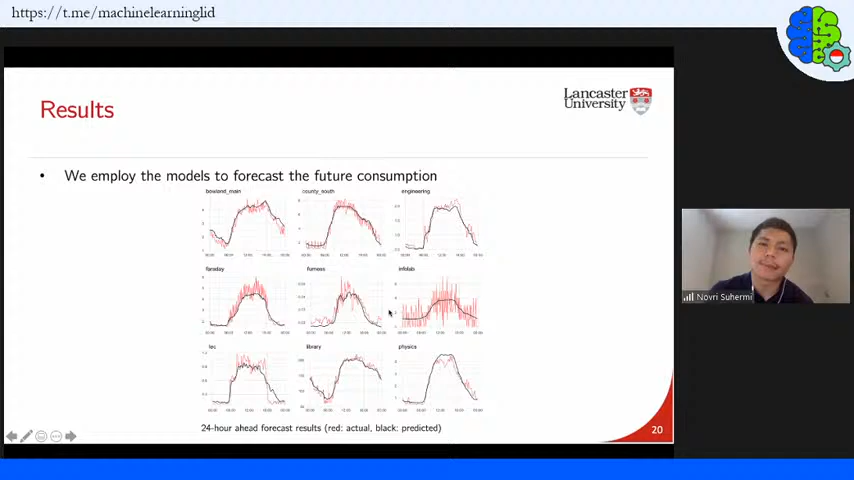 https://t.me/machinelearninglid
Results
Lancaster
University
• We employ the models to forecast the future consumption
bowland_main county_south engineering
faraday furness infolab
lec library physics
24-hour ahead forecast results (red: actual, black: predicted)
20
Novri Suhermi